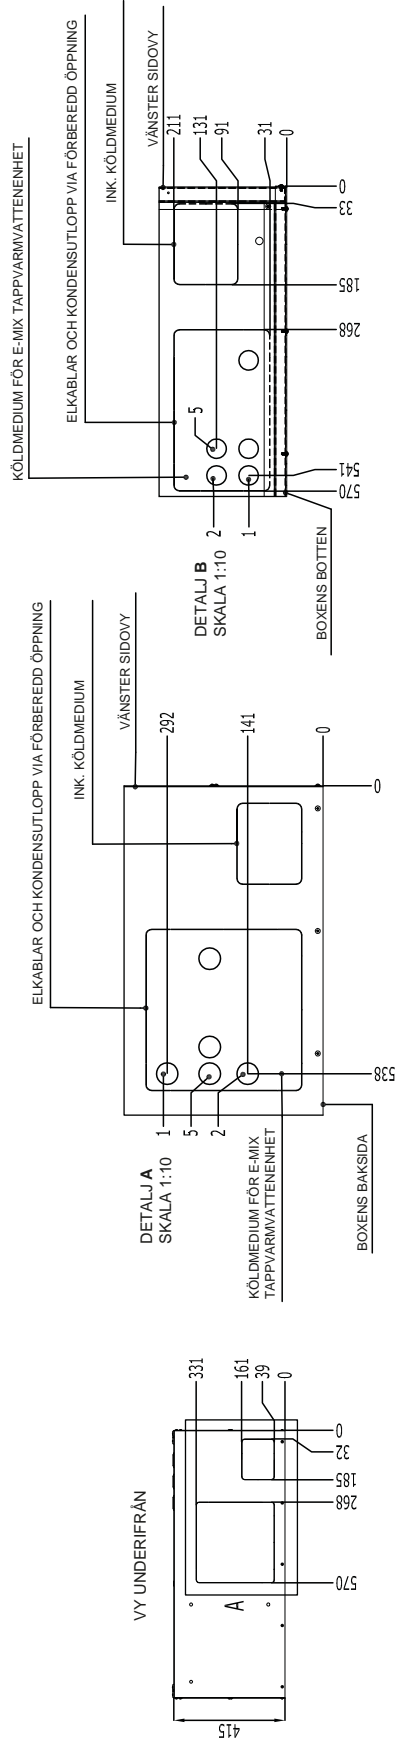 KÖLDMEDIUM FÖR E-MIX TAPPVARMVATTENENHET
ELKABLAR OCH KONDENSUTLOPP VIA FÖRBEREDD ÖPPNING
INK. KÖLDMEDIUM
VÄNSTER SIDOVY
211
131
91
31
0
0
33
185
268
541
570
5
2
1
DETALJ B
SKALA 1:10
BOXENS BOTTEN
ELKABLAR OCH KONDENSUTLOPP VIA FÖRBEREDD ÖPPNING
INK. KÖLDMEDIUM
VÄNSTER SIDOVY
292
141
0
0
538
1
5
2
DETALJ A
SKALA 1:10
KÖLDMEDIUM FÖR E-MIX
TAPPVARMVATTENENHET
BOXENS BAKSIDA
VY UNDERIFRÅN
331
161
39
0
0
32
185
268
570
A
415